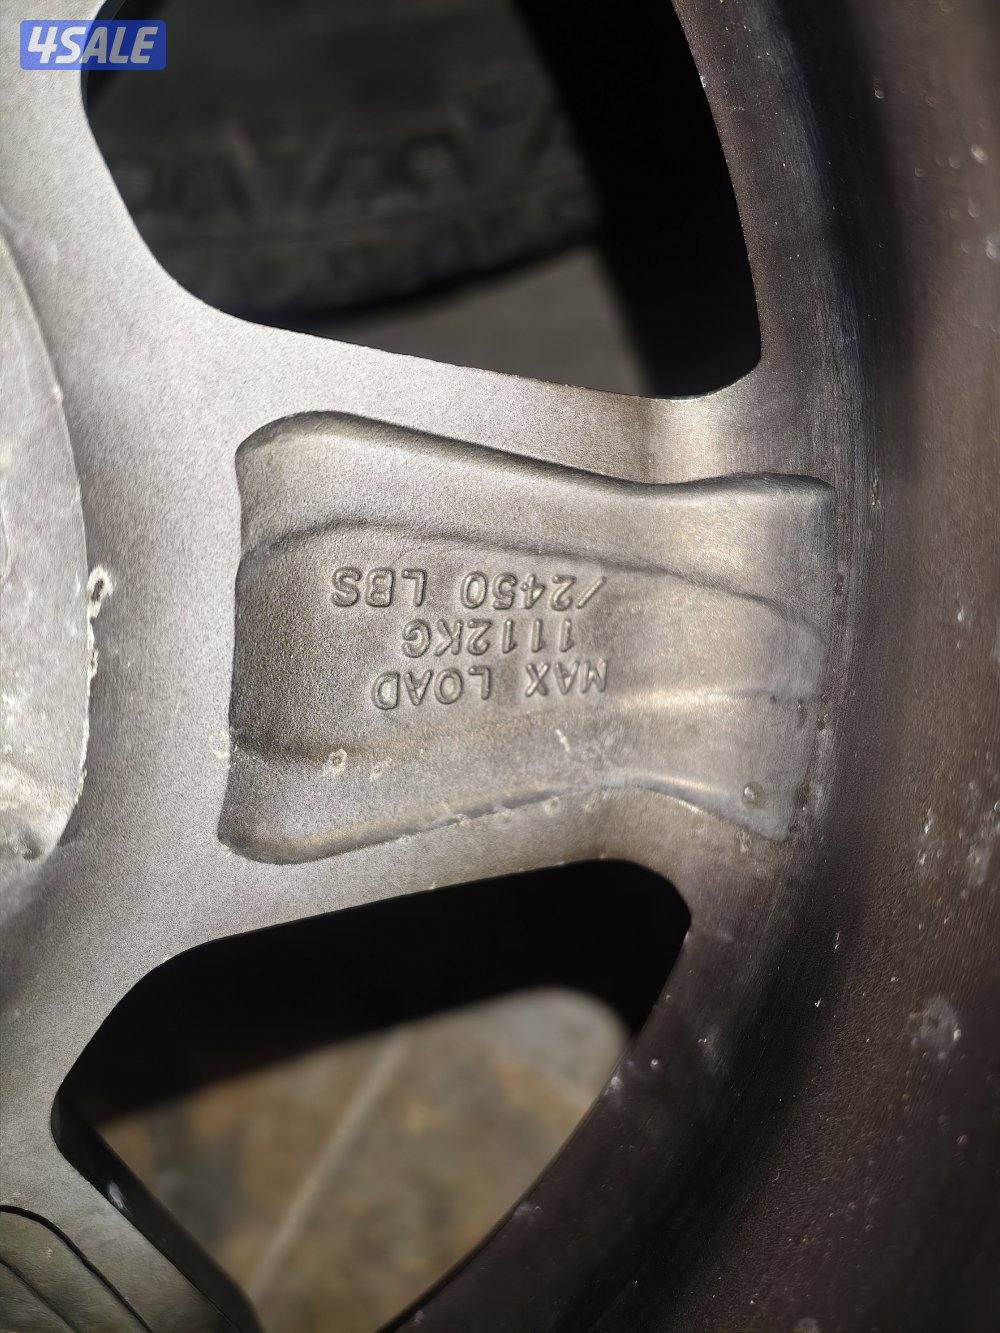 4SALE
MAX LOAD
1112KG
/2450 LBS